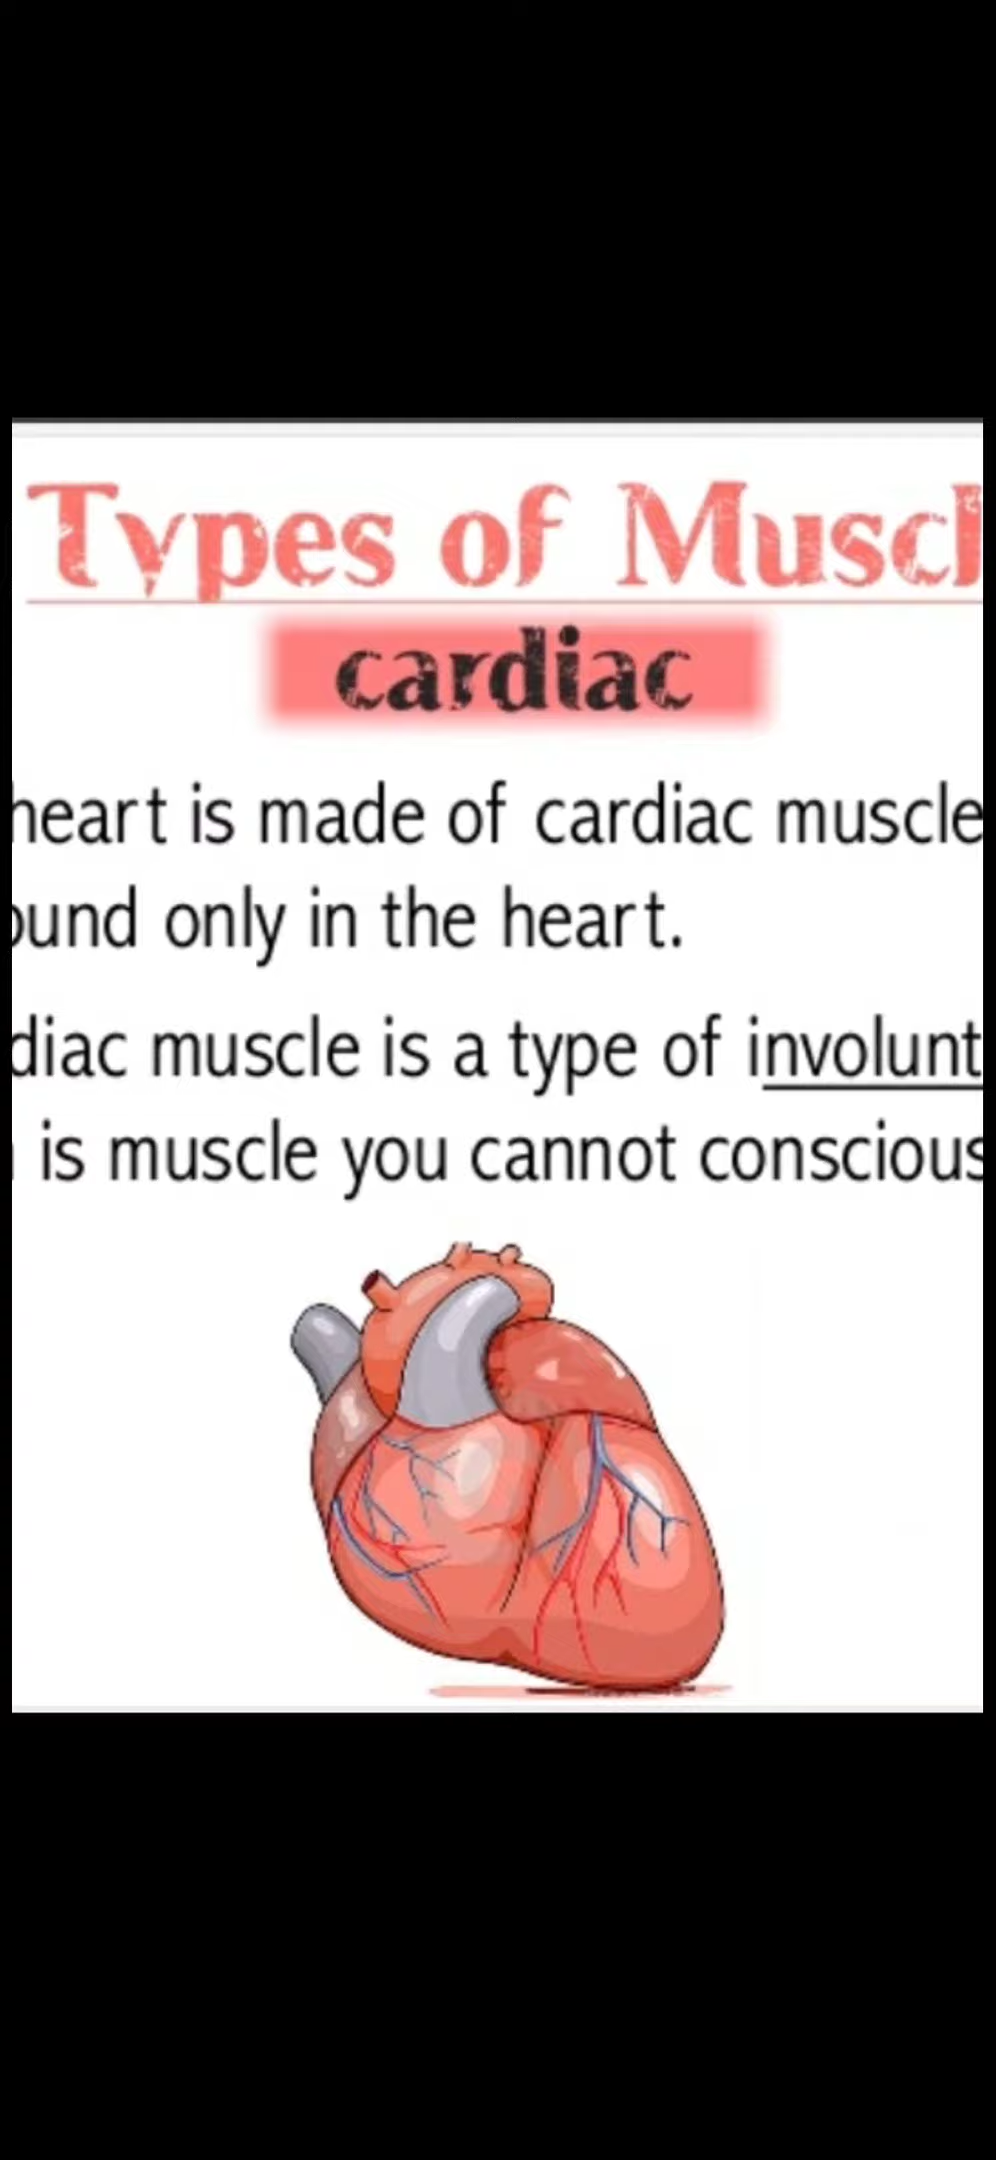 Types of Muscl
cardiac
heart is made of cardiac muscle
ound only in the heart.
diac muscle is a type of involunt
is muscle you cannot conscious